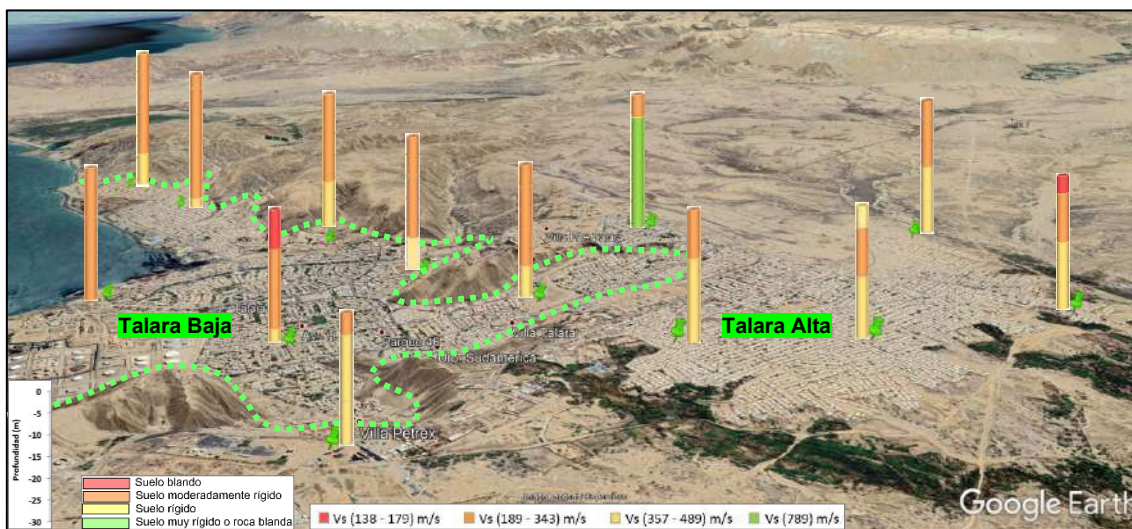 Talara Baja
Talara Alta
Villa Talara
Parque 46
Sudamerica
Villa Petrex
Profundidad (m)
0
-5
-10
-15
-20
-25
-30
Suelo blando
Suelo moderadamente rígido
Suelo rígido
Suelo muy rígido o roca blanda
Vs (138 - 179) m/s
Vs (189 - 343) m/s
Vs (357 - 489) m/s
Vs (789) m/s
Google Earth